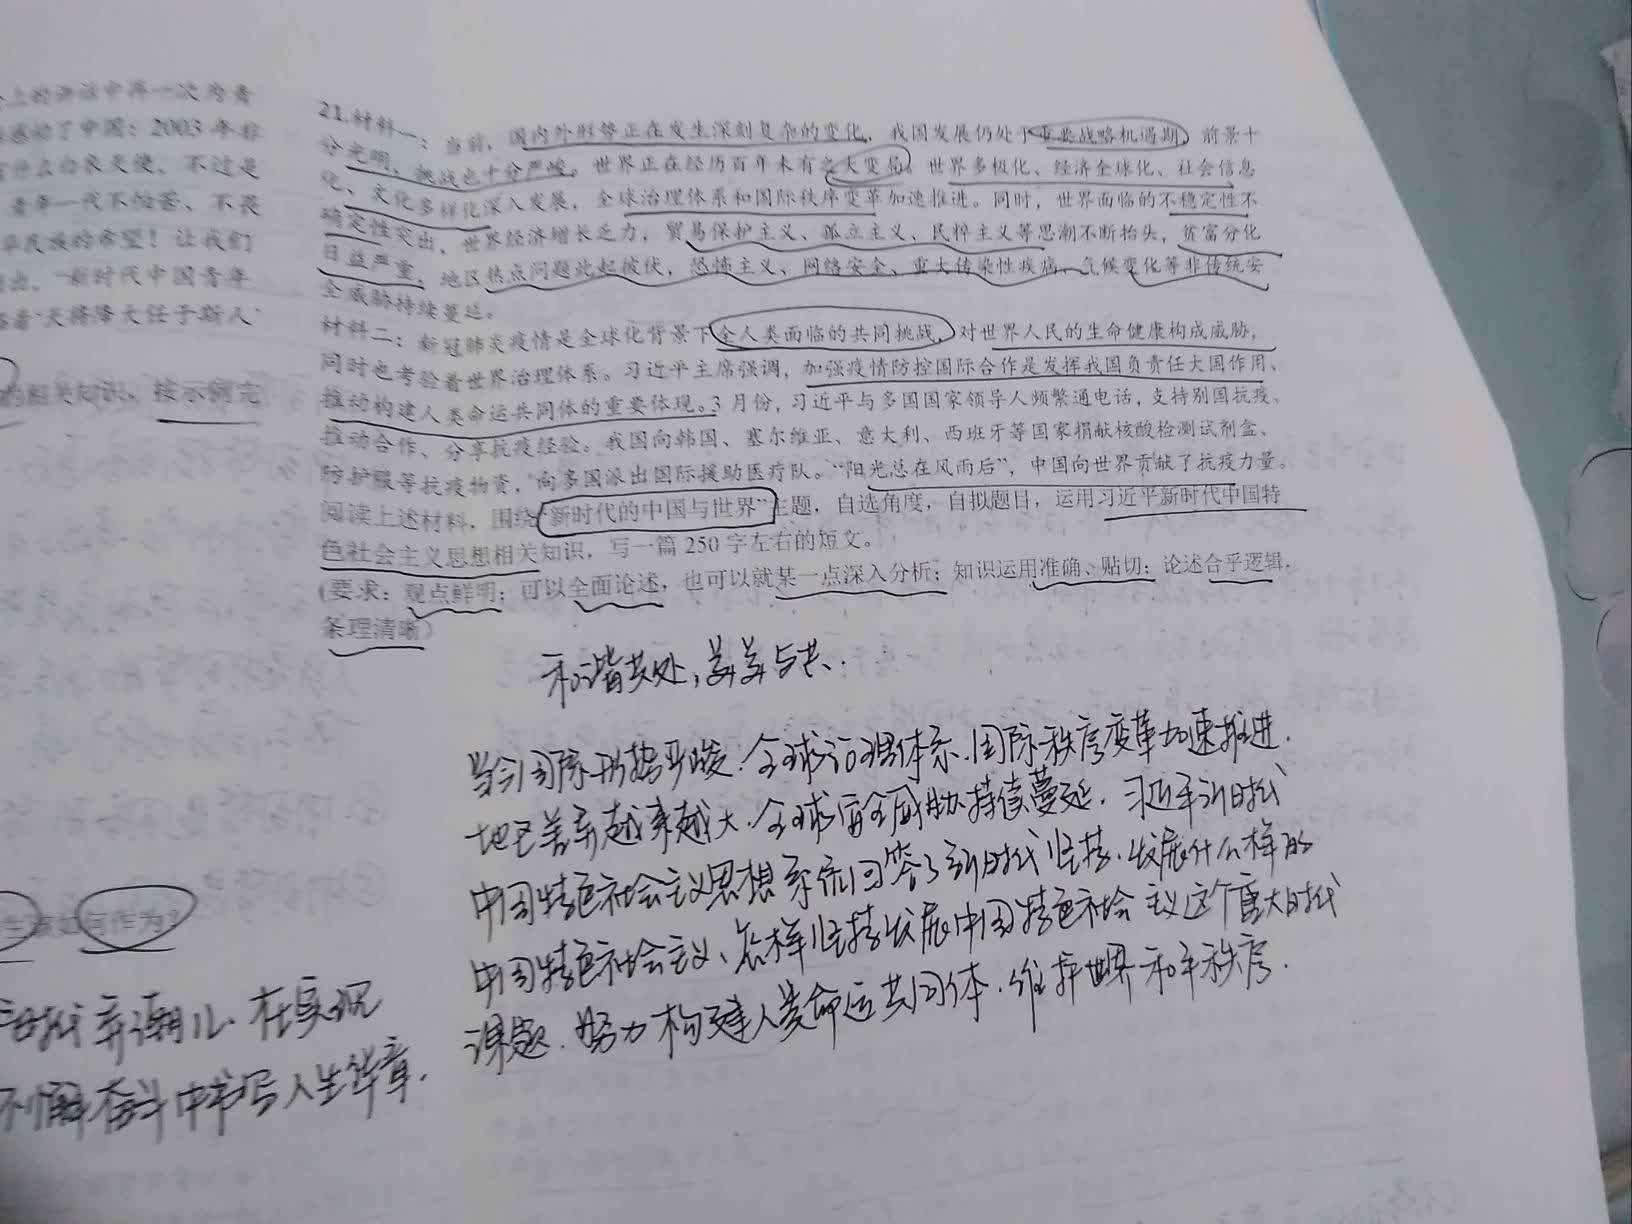 上的讲话中再一次为青
感动了中国：2003年非
什么白衣天使，不过是
青年一代不怕苦、不畏
华民族的希望！让我们
出，“新时代中国青年
着‘天将降大任于斯人’
的相关知识，按示例完
生该如何作为？
时代弄潮儿，在实现
不懈奋斗中书写人生华章．
21.材料一：当前，国内外形势正在发生深刻复杂的变化，我国发展仍处于重要战略机遇期，前景十
分光明，挑战也十分严峻。世界正在经历百年未有之大变局，世界多极化、经济全球化、社会信息
化、文化多样化深入发展，全球治理体系和国际秩序变革加速推进。同时，世界面临的不稳定性不
确定性突出，世界经济增长乏力，贸易保护主义、孤立主义、民粹主义等思潮不断抬头，贫富分化
日益严重，地区热点问题此起彼伏，恐怖主义、网络安全、重大传染性疾病、气候变化等非传统安
全威胁持续蔓延。
材料二：新冠肺炎疫情是全球化背景下全人类面临的共同挑战，对世界人民的生命健康构成威胁，
同时也考验着世界治理体系。习近平主席强调，加强疫情防控国际合作是发挥我国负责任大国作用、
推动构建人类命运共同体的重要体现。3月份，习近平与多国国家领导人频繁通电话，支持别国抗疫、
推动合作、分享抗疫经验。我国向韩国、塞尔维亚、意大利、西班牙等国家捐献核酸检测试剂盒、
防护服等抗疫物资，向多国派出国际援助医疗队。“阳光总在风雨后”，中国向世界贡献了抗疫力量。
阅读上述材料，围绕“新时代的中国与世界”主题，自选角度，自拟题目，运用习近平新时代中国特
色社会主义思想相关知识，写一篇250字左右的短文。
(要求：观点鲜明；可以全面论述，也可以就某一点深入分析；知识运用准确、贴切；论述合乎逻辑，
条理清晰）
和谐共处，美美与共．
当今国际形势严峻．全球治理体系、国际秩序变革加速推进．
地区差异越来越大．全球安全威胁持续蔓延．习近平新时代
中国特色社会主义思想系统回答了新时代坚持、发展什么样的
中国特色社会主义、怎样坚持发展中国特色社会主义这个重大时代
课题．努力构建人类命运共同体．维护世界和平秩序．